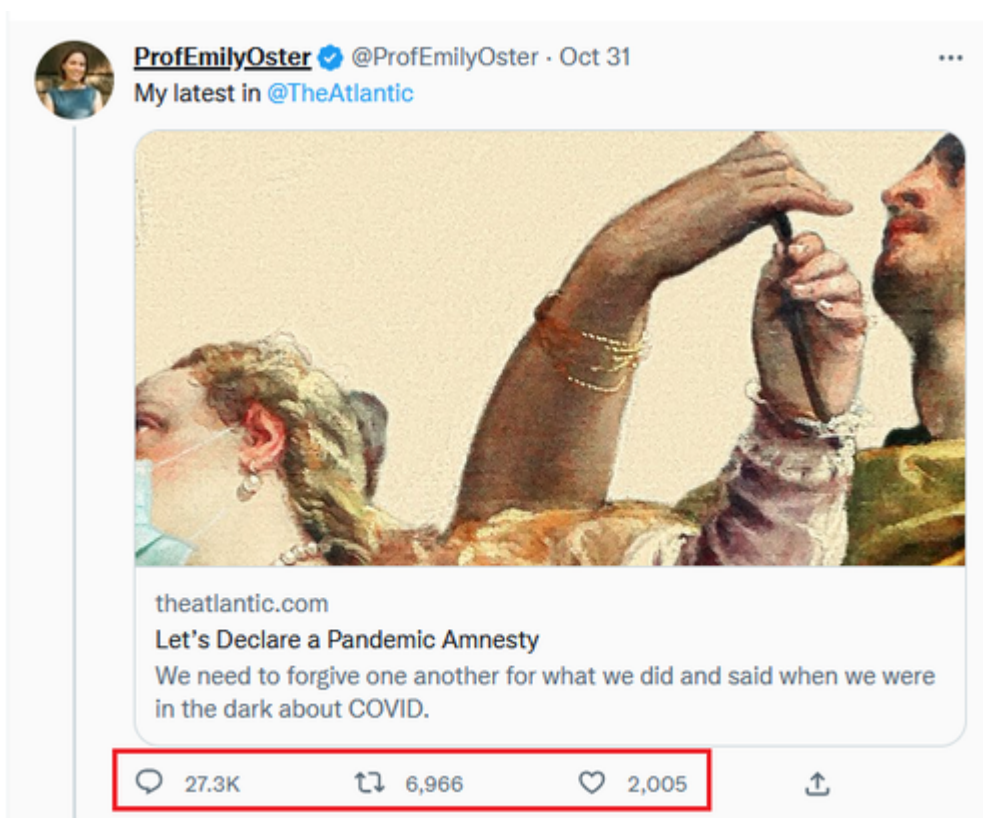 ProfEmilyOster @ProfEmilyOster · Oct 31
My latest in @TheAtlantic
theatlantic.com
Let's Declare a Pandemic Amnesty
We need to forgive one another for what we did and said when we were
in the dark about COVID.
27.3K 6,966 2,005